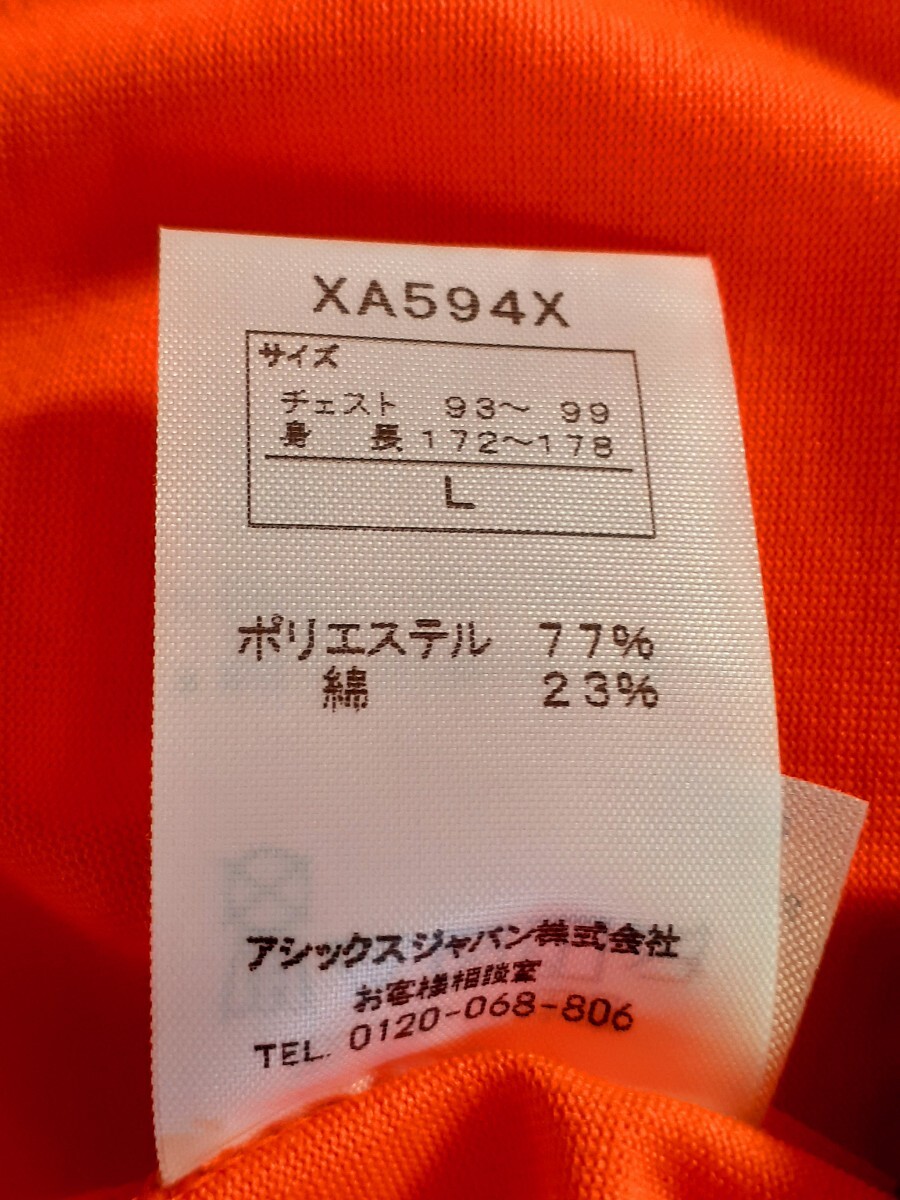 XA594X
サイズ
チェスト 93～ 99
身 長 172～178
L
ポリエステル 77%
綿 23%
アシックスジャパン株式会社
お客様相談室
TEL. 0120-068-806